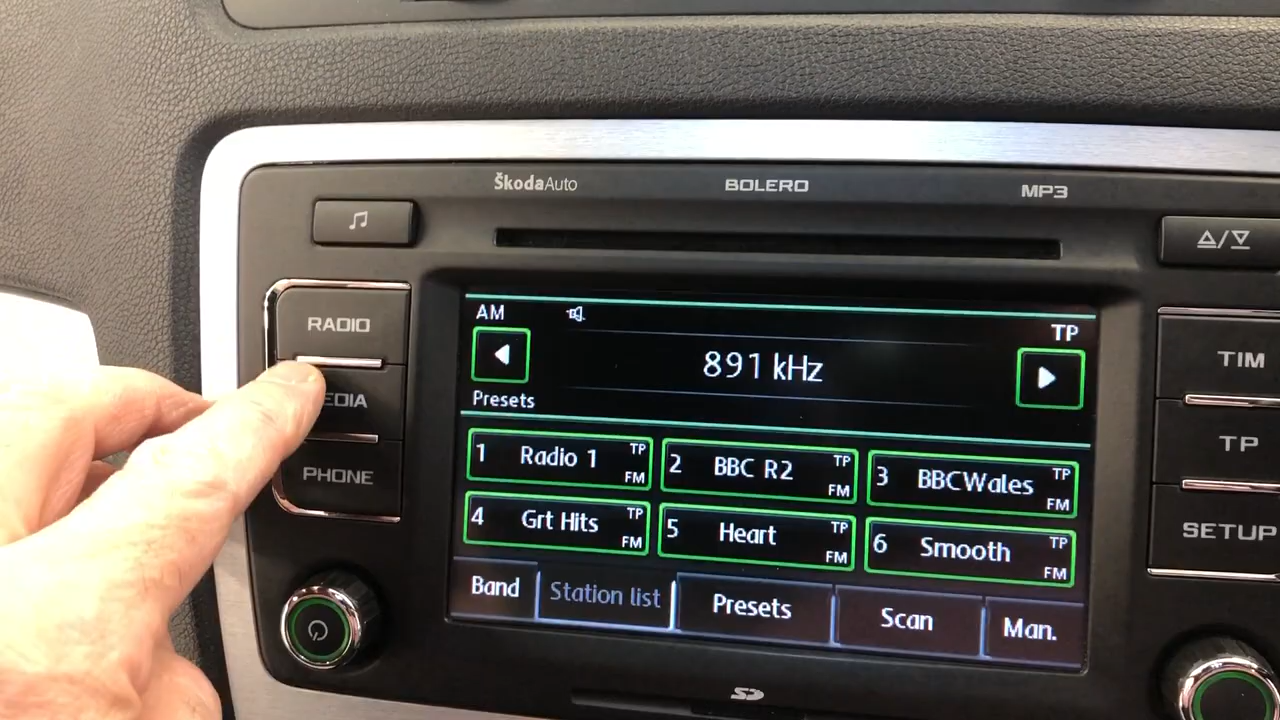 ŠkodaAuto
BOLERO
MP3
RADIO
EDIA
PHONE
AM
TP
891 kHz
Presets
1 Radio 1 TP FM
2 BBC R2 TP FM
3 BBCWales TP FM
4 Grt Hits TP FM
5 Heart TP FM
6 Smooth TP FM
Band
Station list
Presets
Scan
Man.
TIM
TP
SETUP
SD